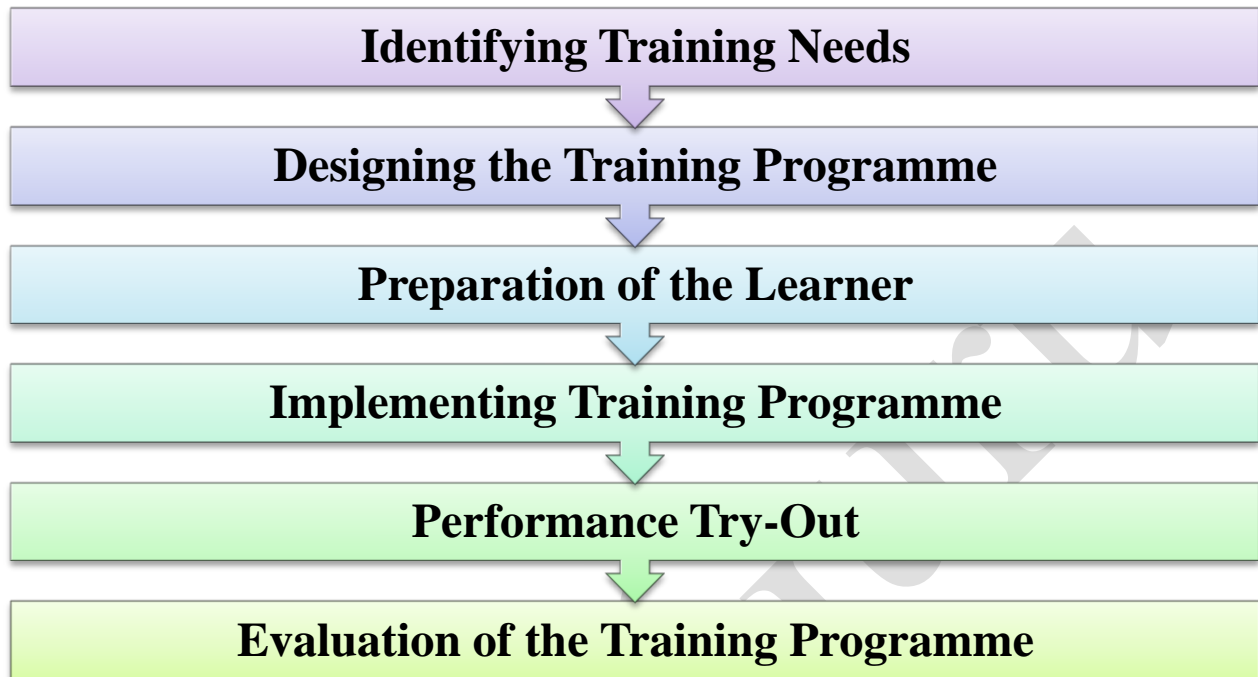 Identifying Training Needs
Designing the Training Programme
Preparation of the Learner
Implementing Training Programme
Performance Try-Out
Evaluation of the Training Programme